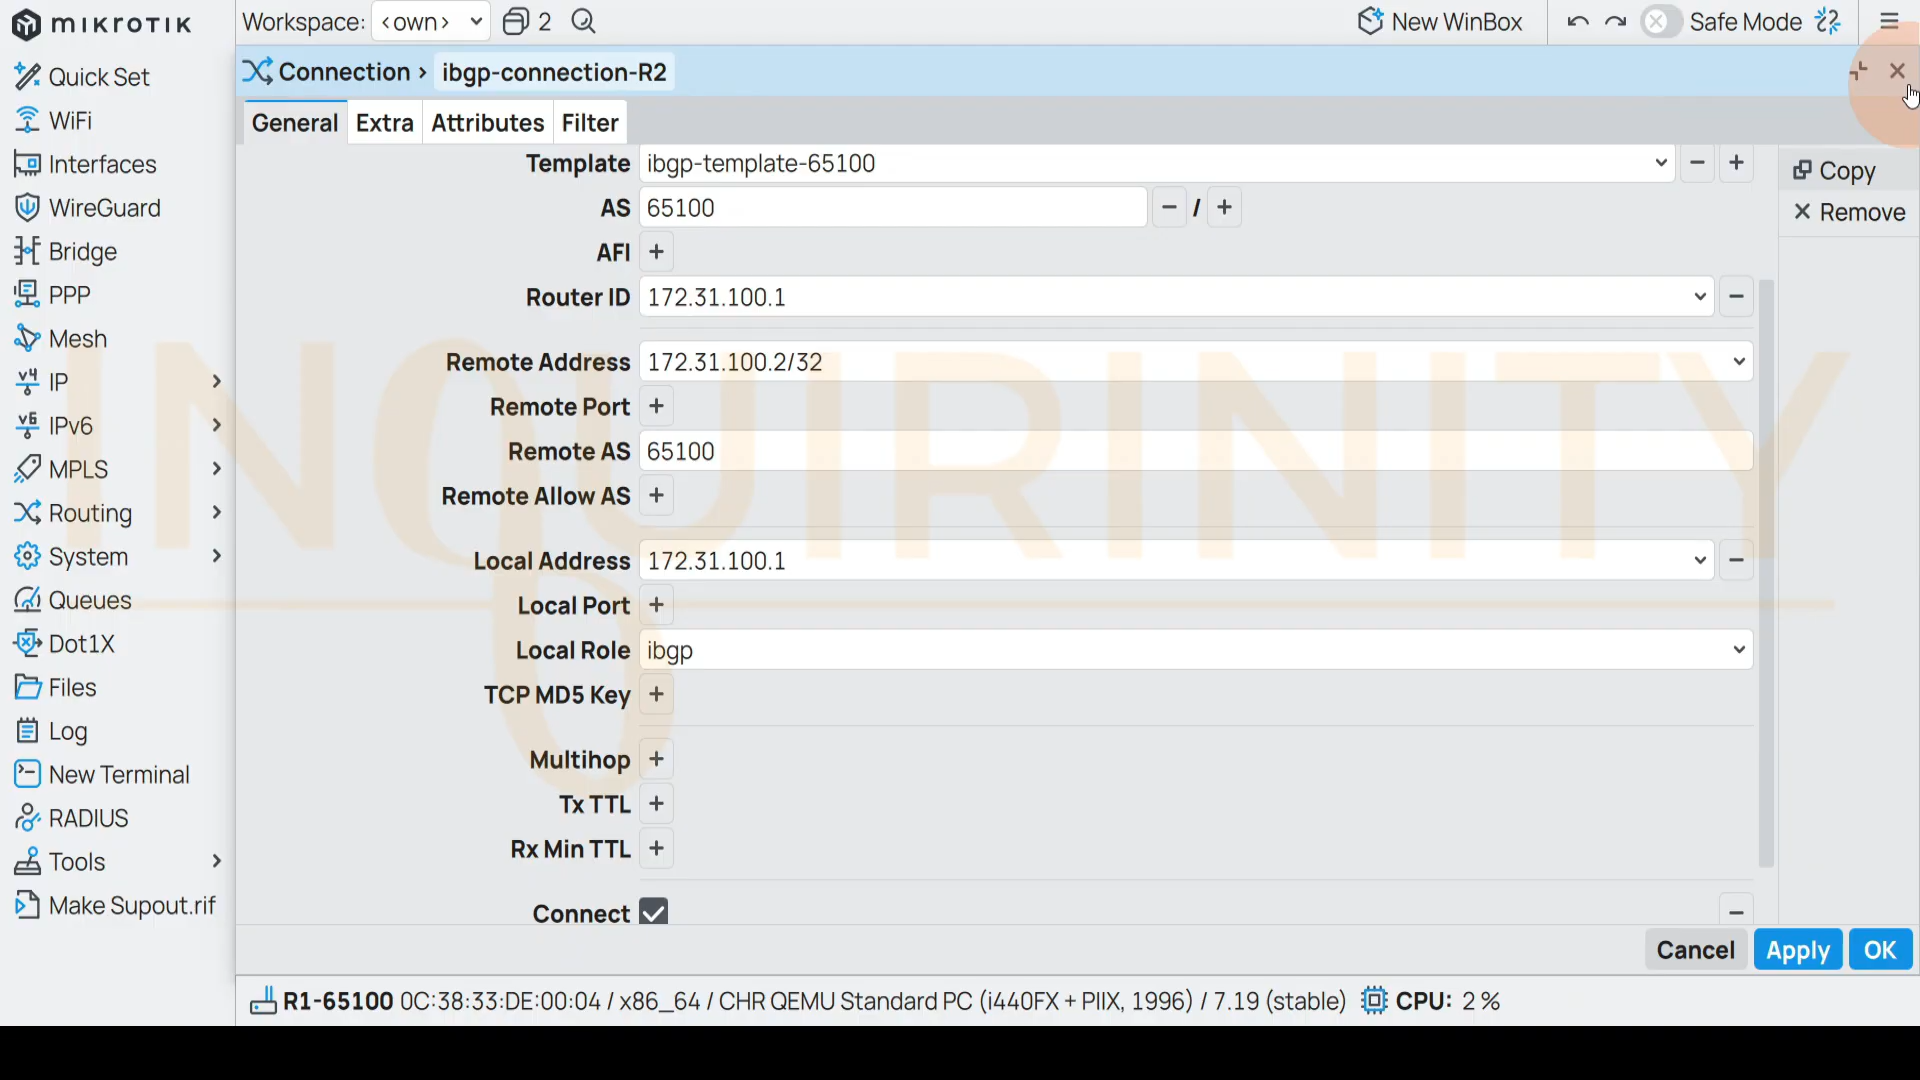 mikrotik
Workspace: <own> 2 New WinBox Safe Mode
Quick Set
WiFi
Interfaces
WireGuard
Bridge
PPP
Mesh
IP
IPv6
MPLS
Routing
System
Queues
Dot1X
Files
Log
New Terminal
RADIUS
Tools
Make Supout.rif
Connection › ibgp-connection-R2
General Extra Attributes Filter
Template ibgp-template-65100
AS 65100 - / +
AFI +
Router ID 172.31.100.1
Remote Address 172.31.100.2/32
Remote Port +
Remote AS 65100
Remote Allow AS +
Local Address 172.31.100.1
Local Port +
Local Role ibgp
TCP MD5 Key +
Multihop +
Tx TTL +
Rx Min TTL +
Connect
Copy
Remove
Cancel Apply OK
R1-65100 0C:38:33:DE:00:04 / x86_64 / CHR QEMU Standard PC (i440FX + PIIX, 1996) / 7.19 (stable) CPU: 2 %
INQUIRINITY